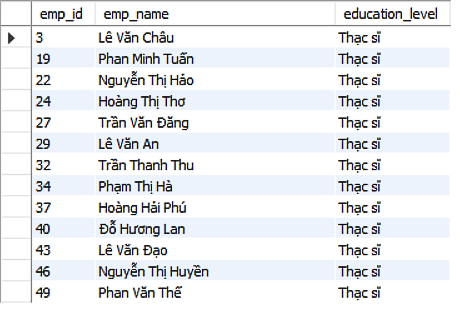 emp_id emp_name education_level
3 Lê Văn Châu Thạc sĩ
19 Phan Minh Tuấn Thạc sĩ
22 Nguyễn Thị Hảo Thạc sĩ
24 Hoàng Thị Thơ Thạc sĩ
27 Trần Văn Đăng Thạc sĩ
29 Lê Văn An Thạc sĩ
32 Trần Thanh Thu Thạc sĩ
34 Phạm Thị Hà Thạc sĩ
37 Hoàng Hải Phú Thạc sĩ
40 Đỗ Hương Lan Thạc sĩ
43 Lê Văn Đạo Thạc sĩ
46 Nguyễn Thị Huyền Thạc sĩ
49 Phan Văn Thế Thạc sĩ